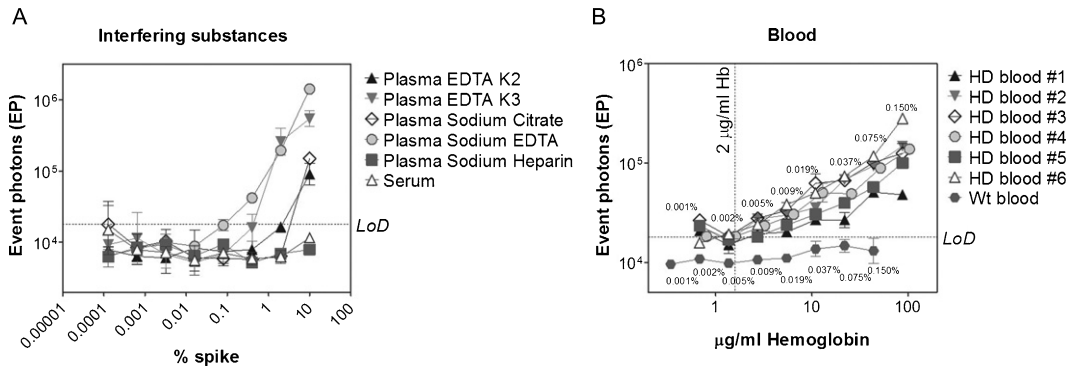 A
Interfering substances
Event photons (EP)
10^6
10^5
10^4
LoD
0.00001
0.0001
0.001
0.01
0.1
1
10
100
% spike
Plasma EDTA K2
Plasma EDTA K3
Plasma Sodium Citrate
Plasma Sodium EDTA
Plasma Sodium Heparin
Serum
B
Blood
Event photons (EP)
10^6
10^5
10^4
2 μg/ml Hb
0.001%
0.002%
0.005%
0.009%
0.019%
0.037%
0.075%
0.150%
0.001%
0.002%
0.005%
0.009%
0.019%
0.037%
0.075%
0.150%
LoD
1
10
100
μg/ml Hemoglobin
HD blood #1
HD blood #2
HD blood #3
HD blood #4
HD blood #5
HD blood #6
Wt blood